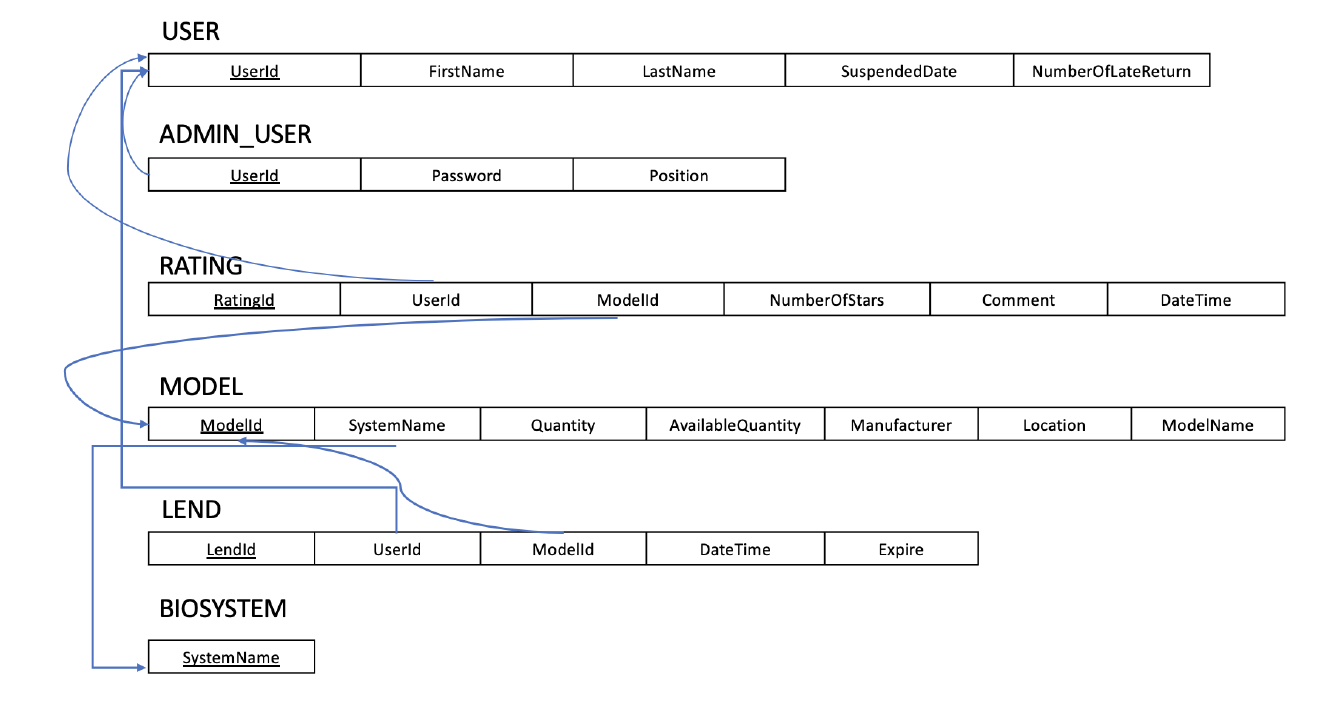 USER
UserId FirstName LastName SuspendedDate NumberOfLateReturn
ADMIN_USER
UserId Password Position
RATING
RatingId UserId ModelId NumberOfStars Comment DateTime
MODEL
ModelId SystemName Quantity AvailableQuantity Manufacturer Location ModelName
LEND
LendId UserId ModelId DateTime Expire
BIOSYSTEM
SystemName